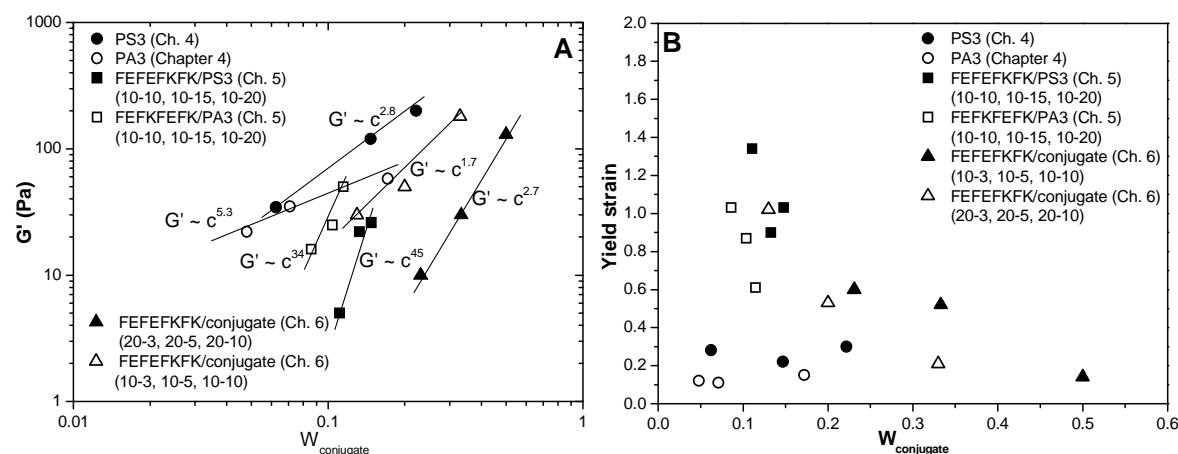 A
PS3 (Ch. 4)
PA3 (Chapter 4)
FEFEFKFK/PS3 (Ch. 5)
(10-10, 10-15, 10-20)
FEFKFEFK/PA3 (Ch. 5)
(10-10, 10-15, 10-20)
G' ~ c^2.8
G' ~ c^1.7
G' ~ c^2.7
G' ~ c^5.3
G' ~ c^34
G' ~ c^45
FEFEFKFK/conjugate (Ch. 6)
(20-3, 20-5, 20-10)
FEFEFKFK/conjugate (Ch. 6)
(10-3, 10-5, 10-10)
1000
100
10
1
G' (Pa)
0.01 0.1 1
W_conjugate
B
PS3 (Ch. 4)
PA3 (Chapter 4)
FEFEFKFK/PS3 (Ch. 5)
(10-10, 10-15, 10-20)
FEFKFEFK/PA3 (Ch. 5)
(10-10, 10-15, 10-20)
FEFEFKFK/conjugate (Ch. 6)
(10-3, 10-5, 10-10)
FEFEFKFK/conjugate (Ch. 6)
(20-3, 20-5, 20-10)
2.0
1.8
1.6
1.4
1.2
1.0
0.8
0.6
0.4
0.2
0.0
Yield strain
0.0 0.1 0.2 0.3 0.4 0.5 0.6
W_conjugate